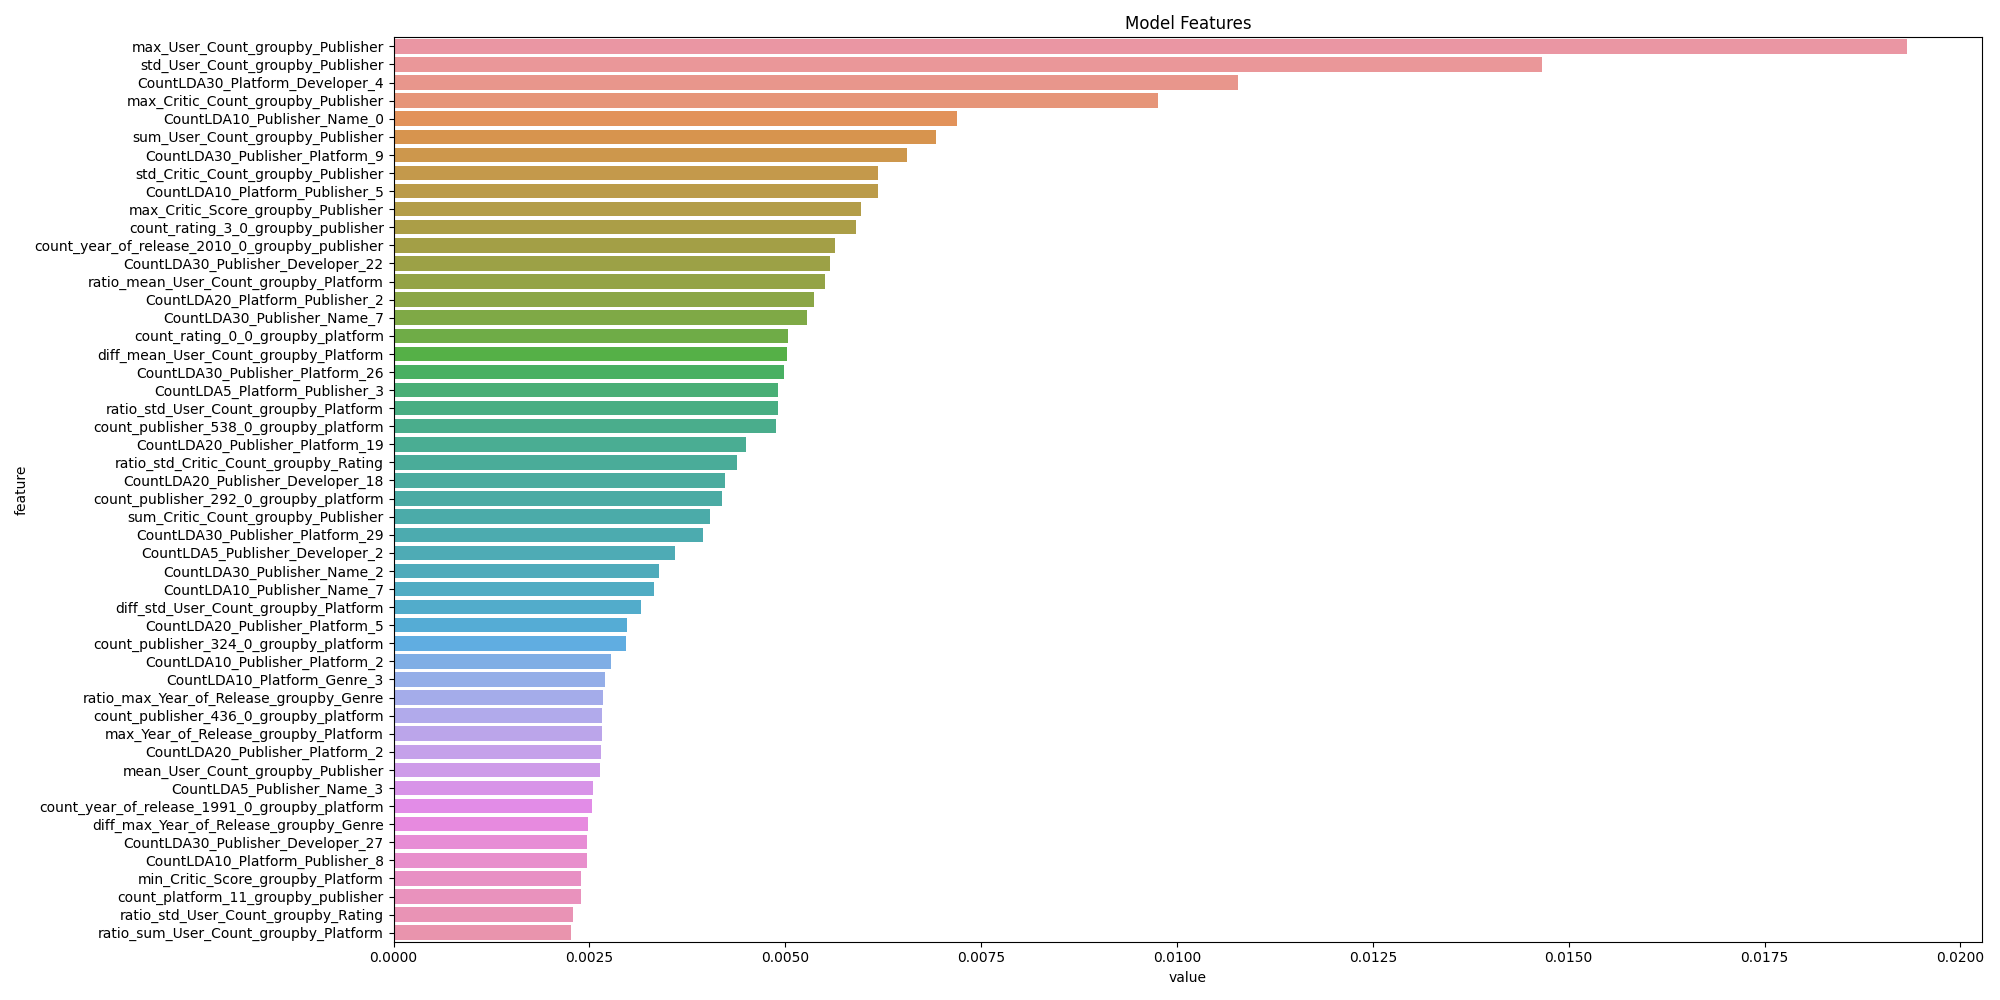 Model Features
max_User_Count_groupby_Publisher
std_User_Count_groupby_Publisher
CountLDA30_Platform_Developer_4
max_Critic_Count_groupby_Publisher
CountLDA10_Publisher_Name_0
sum_User_Count_groupby_Publisher
CountLDA30_Publisher_Platform_9
std_Critic_Count_groupby_Publisher
CountLDA10_Platform_Publisher_5
max_Critic_Score_groupby_Publisher
count_rating_3_0_groupby_publisher
count_year_of_release_2010_0_groupby_publisher
CountLDA30_Publisher_Developer_22
ratio_mean_User_Count_groupby_Platform
CountLDA20_Platform_Publisher_2
CountLDA30_Publisher_Name_7
count_rating_0_0_groupby_platform
diff_mean_User_Count_groupby_Platform
CountLDA30_Publisher_Platform_26
CountLDA5_Platform_Publisher_3
ratio_std_User_Count_groupby_Platform
count_publisher_538_0_groupby_platform
CountLDA20_Publisher_Platform_19
ratio_std_Critic_Count_groupby_Rating
CountLDA20_Publisher_Developer_18
count_publisher_292_0_groupby_platform
sum_Critic_Count_groupby_Publisher
CountLDA30_Publisher_Platform_29
CountLDA5_Publisher_Developer_2
CountLDA30_Publisher_Name_2
CountLDA10_Publisher_Name_7
diff_std_User_Count_groupby_Platform
CountLDA20_Publisher_Platform_5
count_publisher_324_0_groupby_platform
CountLDA10_Publisher_Platform_2
CountLDA10_Platform_Genre_3
ratio_max_Year_of_Release_groupby_Genre
count_publisher_436_0_groupby_platform
max_Year_of_Release_groupby_Platform
CountLDA20_Publisher_Platform_2
mean_User_Count_groupby_Publisher
CountLDA5_Publisher_Name_3
count_year_of_release_1991_0_groupby_platform
diff_max_Year_of_Release_groupby_Genre
CountLDA30_Publisher_Developer_27
CountLDA10_Platform_Publisher_8
min_Critic_Score_groupby_Platform
count_platform_11_groupby_publisher
ratio_std_User_Count_groupby_Rating
ratio_sum_User_Count_groupby_Platform
feature
0.0000 0.0025 0.0050 0.0075 0.0100 0.0125 0.0150 0.0175 0.0200
value